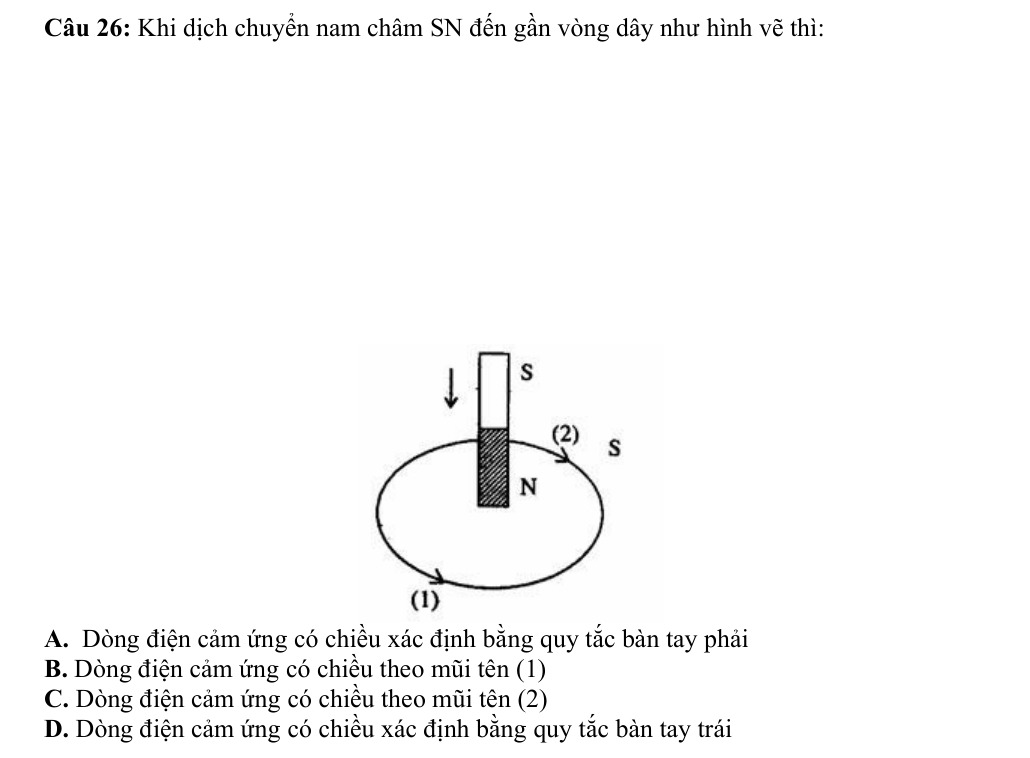 Câu 26: Khi dịch chuyển nam châm SN đến gần vòng dây như hình vẽ thì:
S
(2)
S
N
(1)
A. Dòng điện cảm ứng có chiều xác định bằng quy tắc bàn tay phải
B. Dòng điện cảm ứng có chiều theo mũi tên (1)
C. Dòng điện cảm ứng có chiều theo mũi tên (2)
D. Dòng điện cảm ứng có chiều xác định bằng quy tắc bàn tay trái